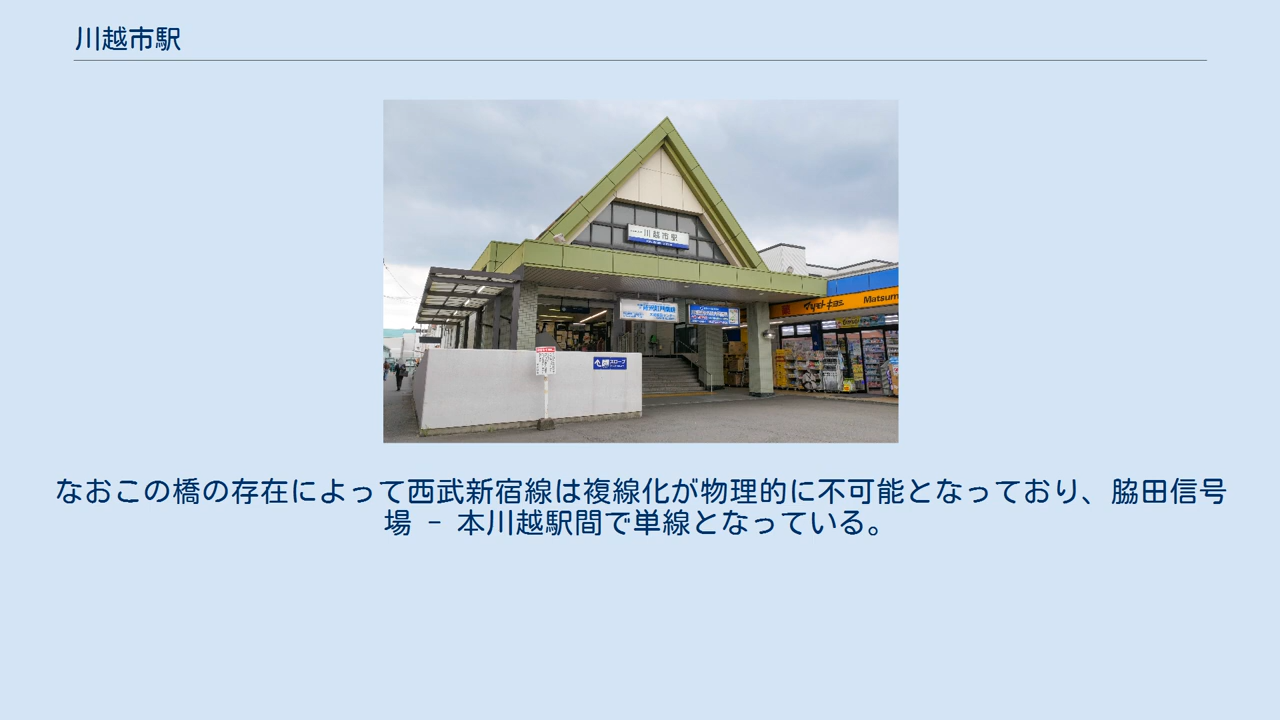 川越市駅
川越市駅
スロープ
マツモトキヨシ Matsum
なおこの橋の存在によって西武新宿線は複線化が物理的に不可能となっており、脇田信号
場 － 本川越駅間で単線となっている。